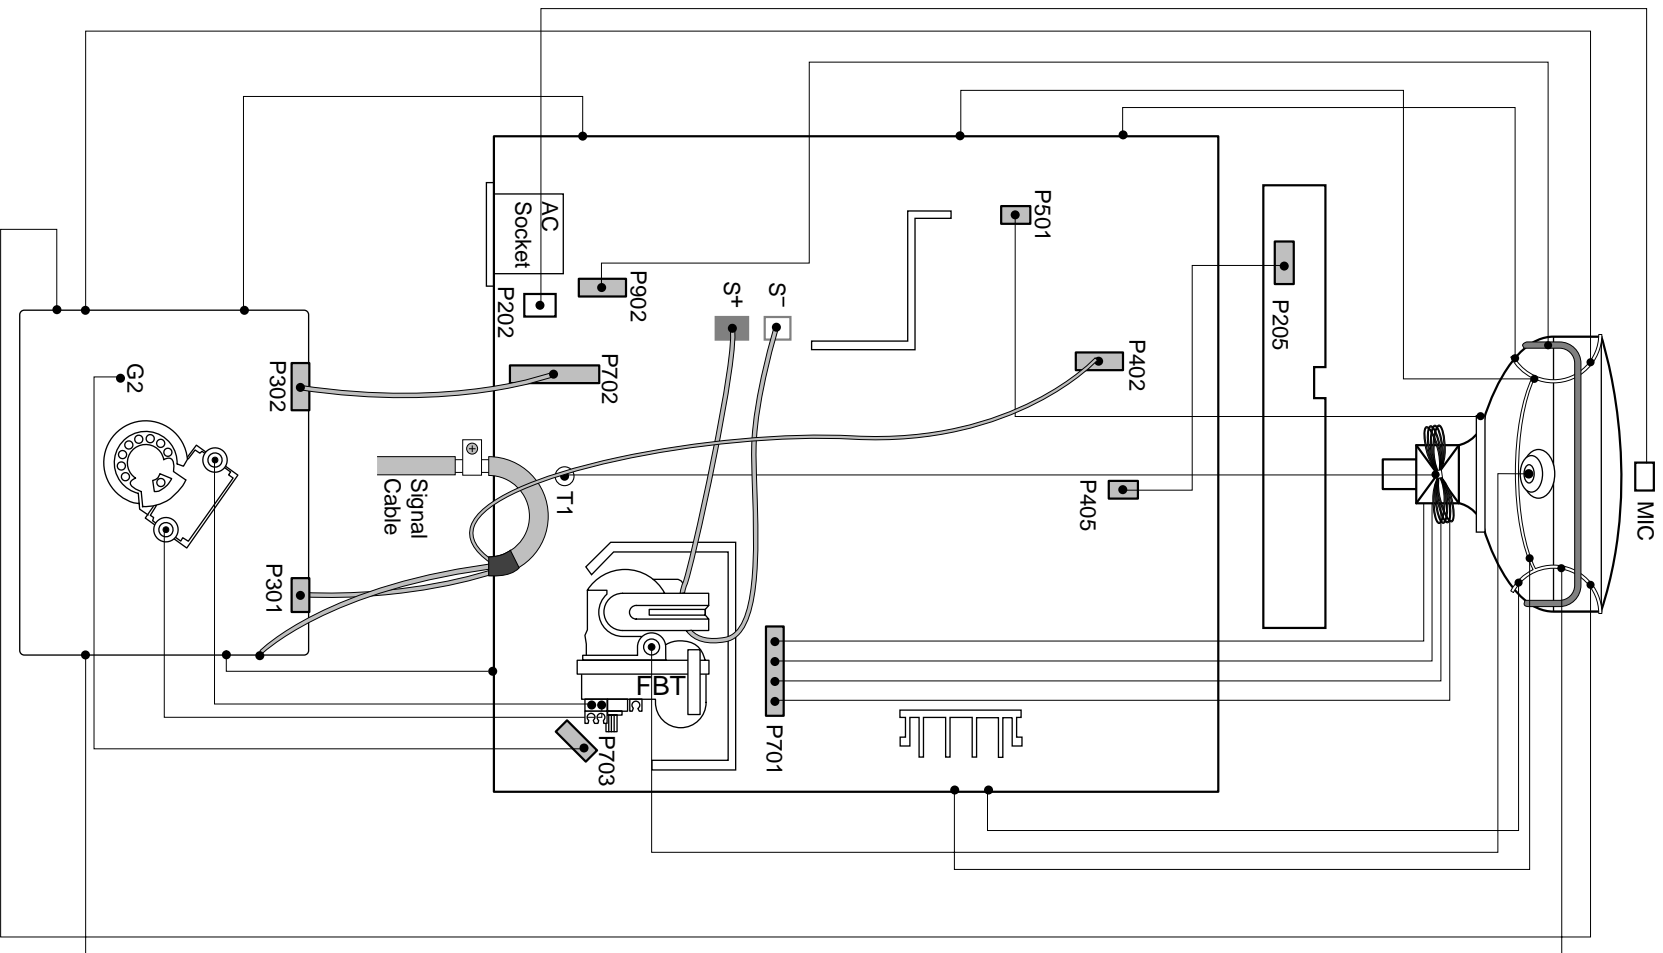 AC
Socket
P501
P902
P202
S+
S-
P205
P402
P702
P302
G2
Signal
Cable
T1
P405
MIC
P301
FBT
P703
P701